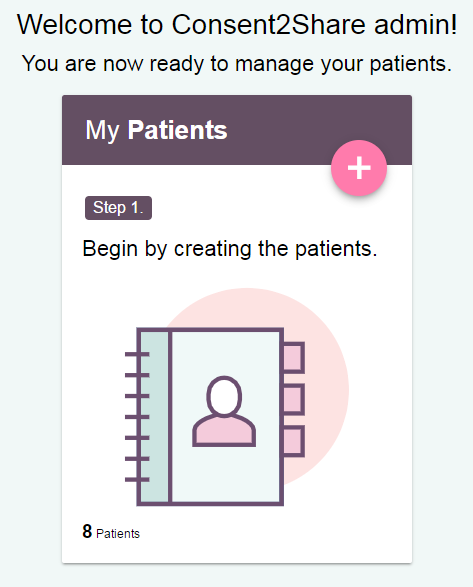 Welcome to Consent2Share admin!
You are now ready to manage your patients.
My Patients
Step 1.
Begin by creating the patients.
8 Patients